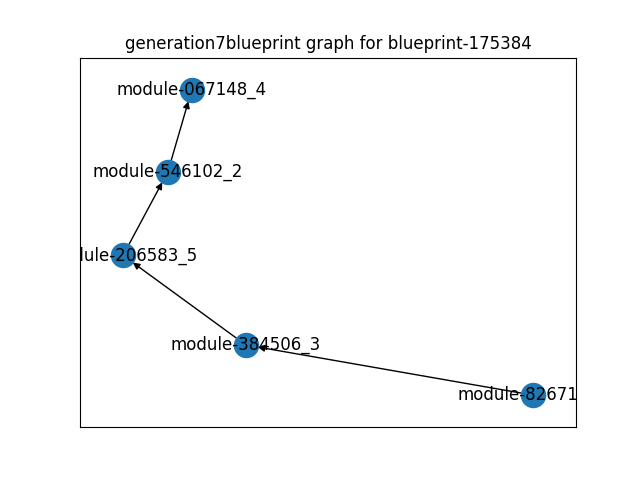 generation7blueprint graph for blueprint-175384
module-067148_4
module-546102_2
lule-206583_5
module-384506_3
module-82671